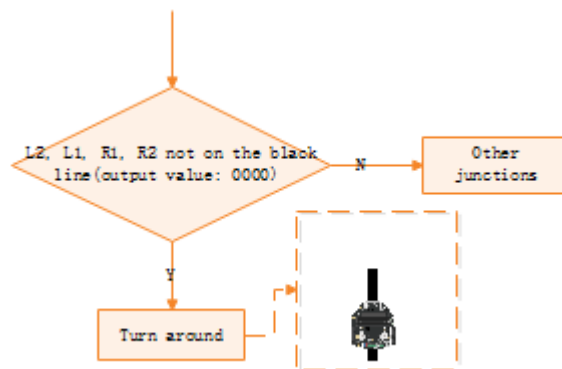 L2, L1, R1, R2 not on the black
line(output value: 0000)
N
Other
junctions
Y
Turn around